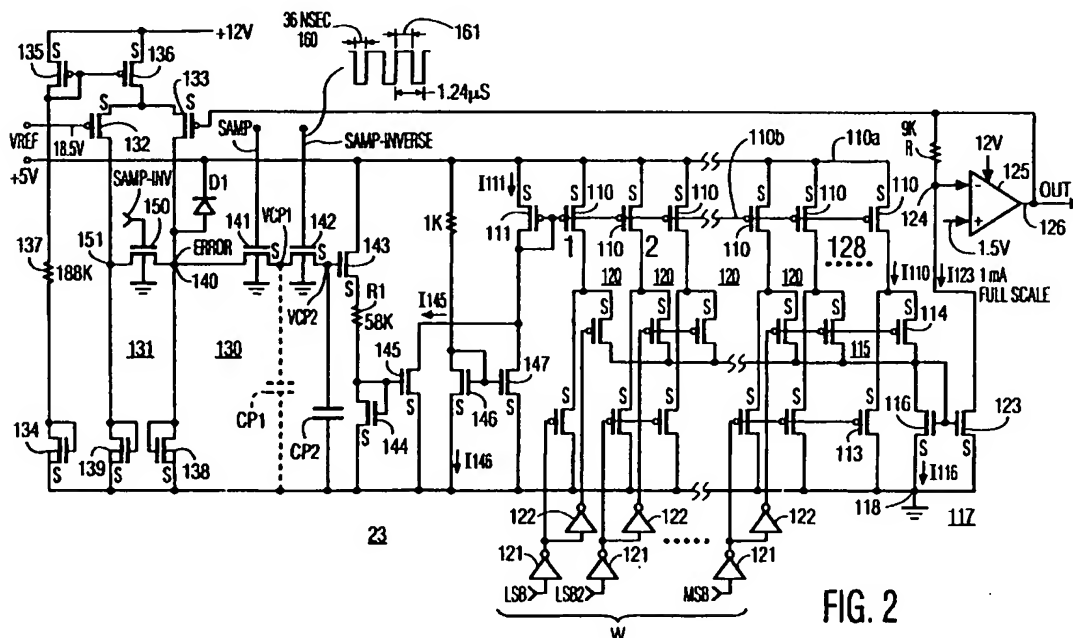 36 NSEC
160
161
+12V
1.24µS
135
S
S
136
133
S
S
VREF
18.5V
132
SAMP
SAMP-INVERSE
+5V
SAMP-INV
150
D1
141
VCP1
142
151
ERROR
S
S
143
137
188K
140
VCP2
S
R1
58K
I145
1K
I111
S
111
110b
110a
S 110
S
S 110
S 110
S 110
S 110
1
110
2
110
128
120
120
120
120
I110
9K
R
12V
125
OUT
124
126
1.5V
I123 1 mA
FULL SCALE
S
S
S
S
S
S
114
115
131
130
145
147
S
S
146
S
CP1
CP2
144
S
S
S
S
S
S
S
113
116
S
123
S
134
S
139
S
138
S
I146
I116
118
117
23
122
122
122
121
121
121
LSB
LSB2
MSB
W
FIG. 2